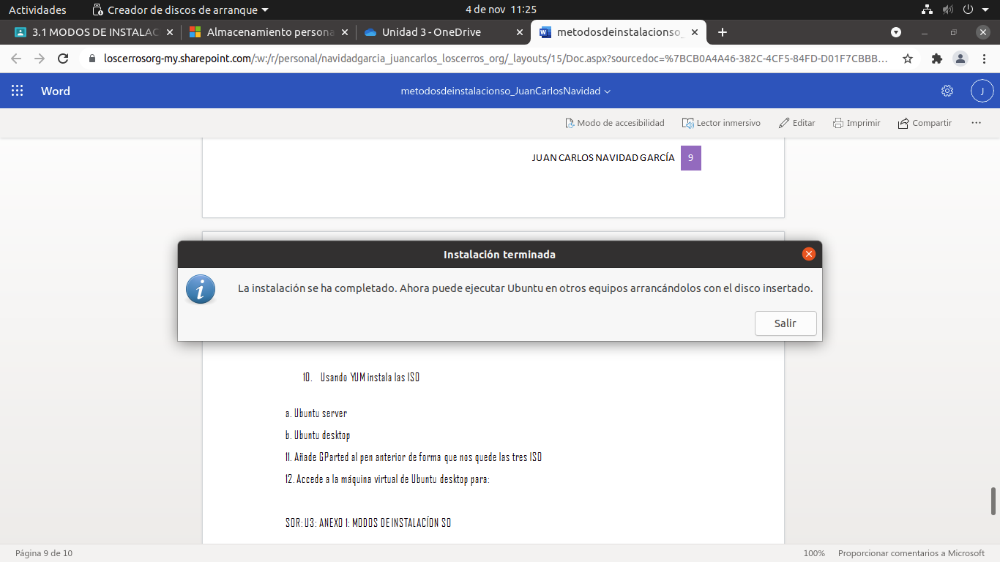 Actividades
Creador de discos de arranque
4 de nov 11:25
3.1 MODOS DE INSTALAC
Almacenamiento persona
Unidad 3 - OneDrive
metodosdeinstalacionso_
loscerrosorg-my.sharepoint.com/:w:/r/personal/navidadgarcia_juancarlos_loscerros_org/_layouts/15/Doc.aspx?sourcedoc=%7BCB0A4A46-382C-4CF5-84FD-D01F7CBBB...
Word
metodosdeinstalacionso_JuanCarlosNavidad
J
Modo de accesibilidad
Lector inmersivo
Editar
Imprimir
Compartir
JUAN CARLOS NAVIDAD GARCÍA 9
Instalación terminada
La instalación se ha completado. Ahora puede ejecutar Ubuntu en otros equipos arrancándolos con el disco insertado.
Salir
10. Usando YUM instala las ISO
a. Ubuntu server
b. Ubuntu desktop
11. Añade GParted al pen anterior de forma que nos quede las tres ISO
12. Accede a la máquina virtual de Ubuntu desktop para:
SOR: U3: ANEXO 1: MODOS DE INSTALACÍON SO
Página 9 de 10
100%
Proporcionar comentarios a Microsoft